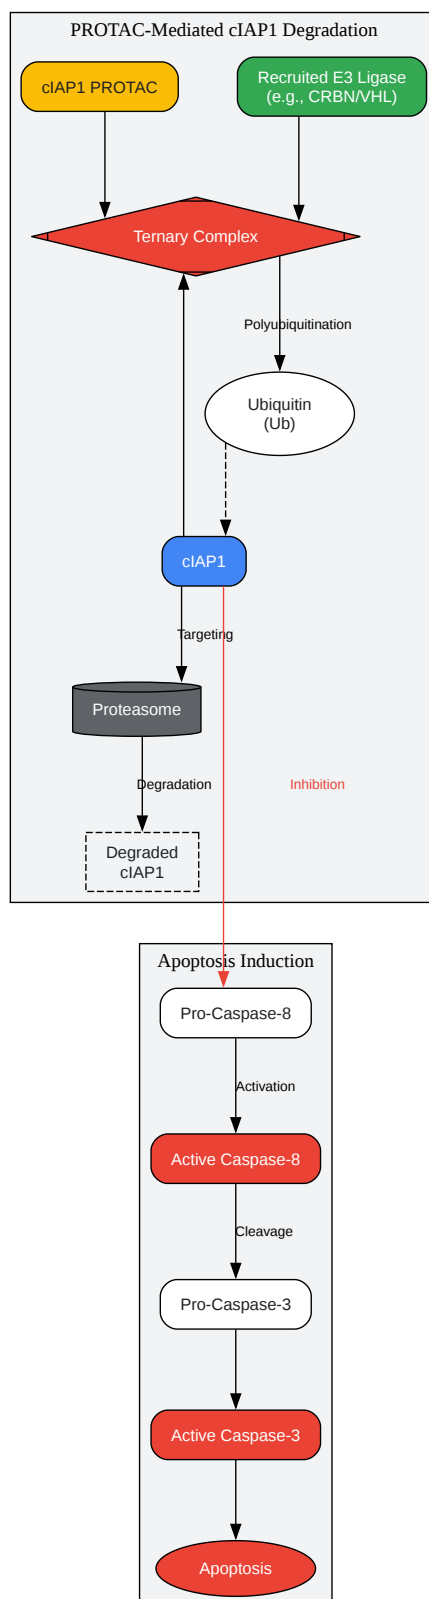 PROTAC-Mediated cIAP1 Degradation
cIAP1 PROTAC
Recruited E3 Ligase
(e.g., CRBN/VHL)
Ternary Complex
Polyubiquitination
Ubiquitin
(Ub)
cIAP1
Targeting
Proteasome
Degradation
Inhibition
Degraded
cIAP1
Apoptosis Induction
Pro-Caspase-8
Activation
Active Caspase-8
Cleavage
Pro-Caspase-3
Active Caspase-3
Apoptosis